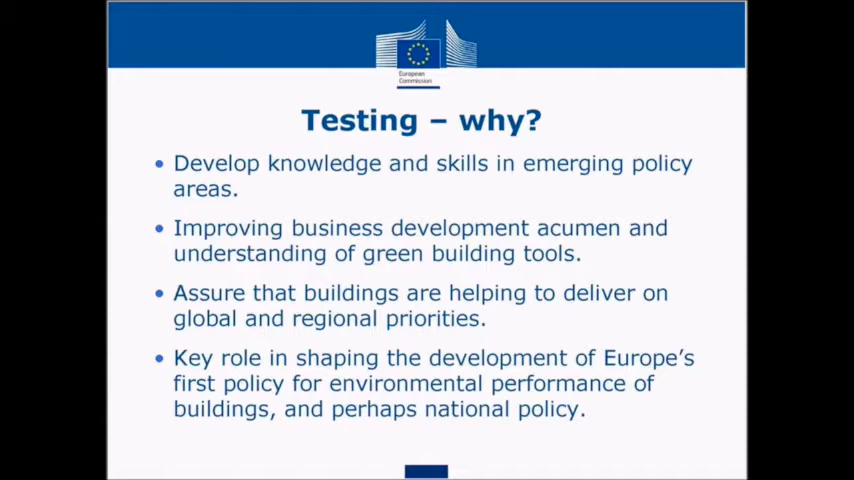 European
Commission
Testing – why?
• Develop knowledge and skills in emerging policy
areas.
• Improving business development acumen and
understanding of green building tools.
• Assure that buildings are helping to deliver on
global and regional priorities.
• Key role in shaping the development of Europe's
first policy for environmental performance of
buildings, and perhaps national policy.